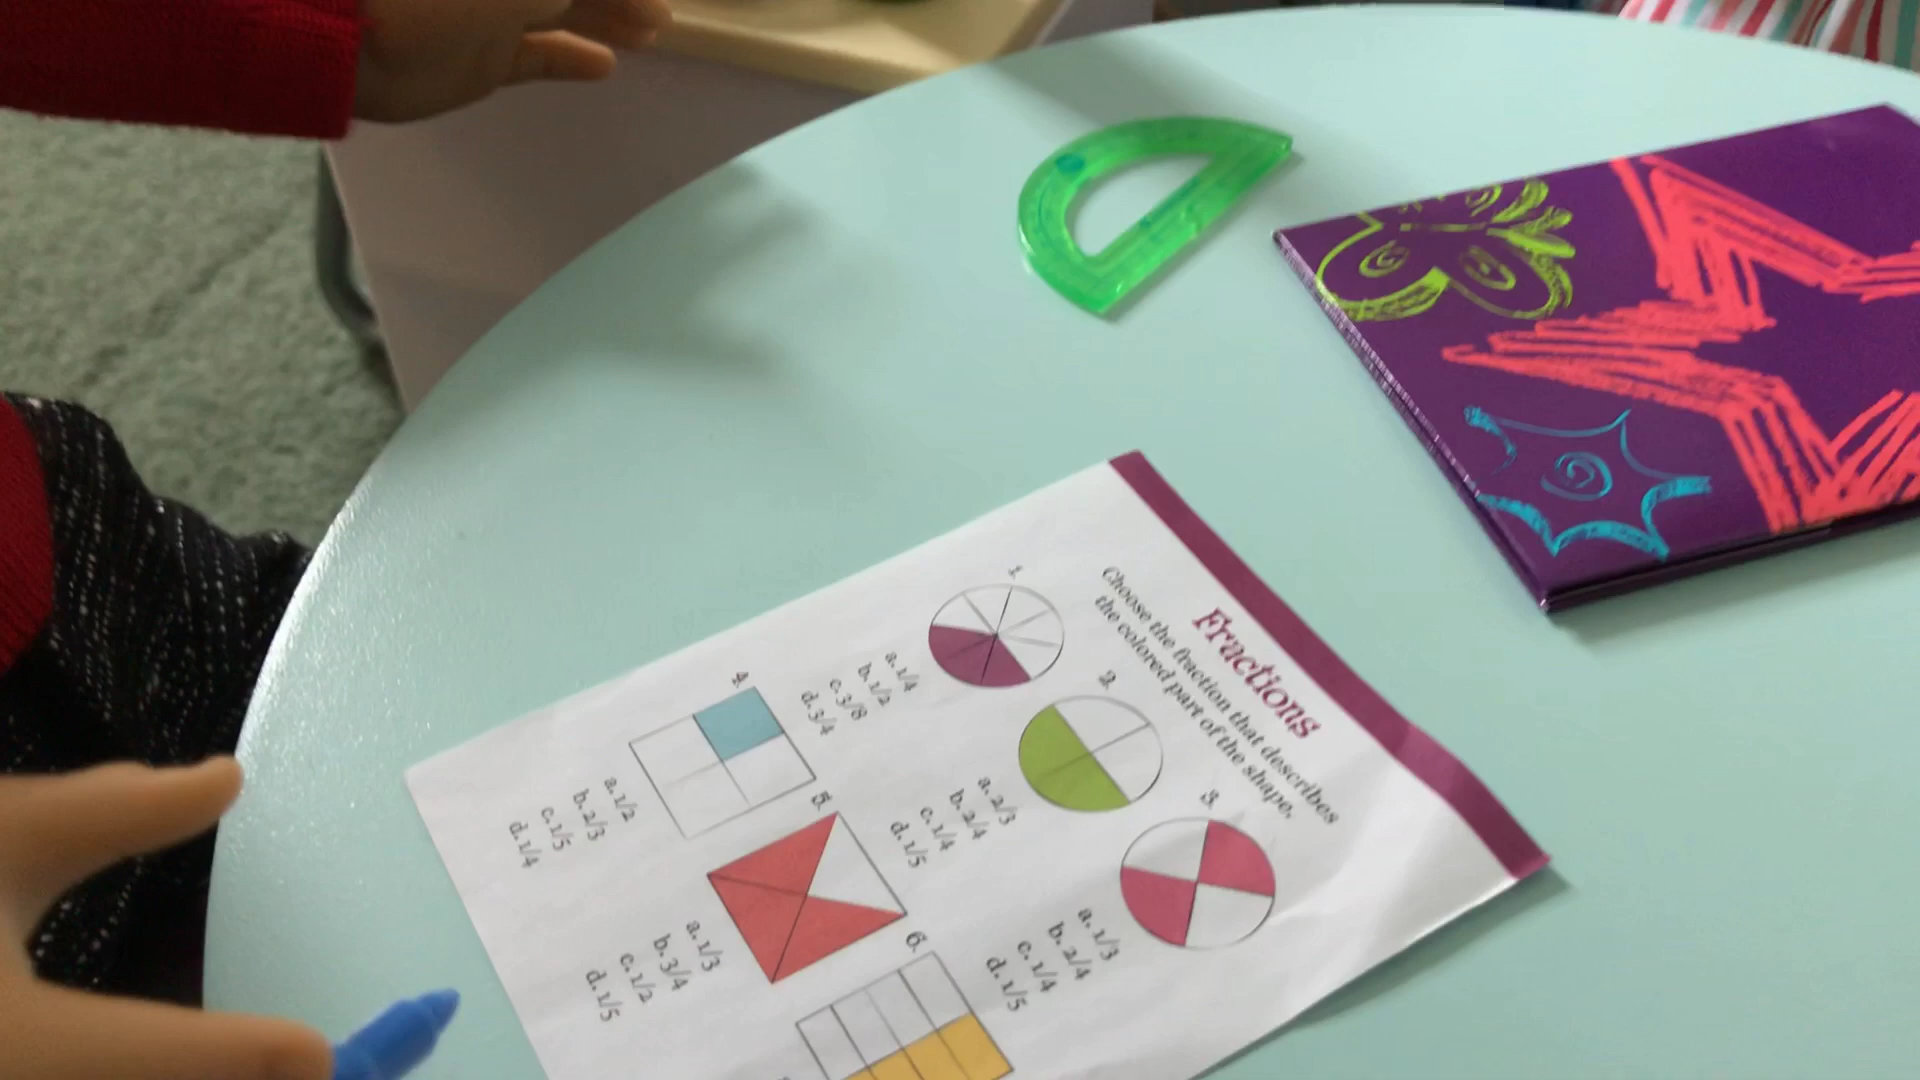 Fractions
Choose the fraction that describes
the colored part of the shape.
1.
a. 1/4
b. 1/2
c. 3/8
d. 3/4
2.
a. 2/3
b. 2/4
c. 1/4
d. 1/5
3.
a. 1/3
b. 2/4
c. 1/4
d. 1/5
4.
a. 1/2
b. 2/3
c. 1/5
d. 1/4
5.
a. 1/3
b. 3/4
c. 1/2
d. 1/5
6.